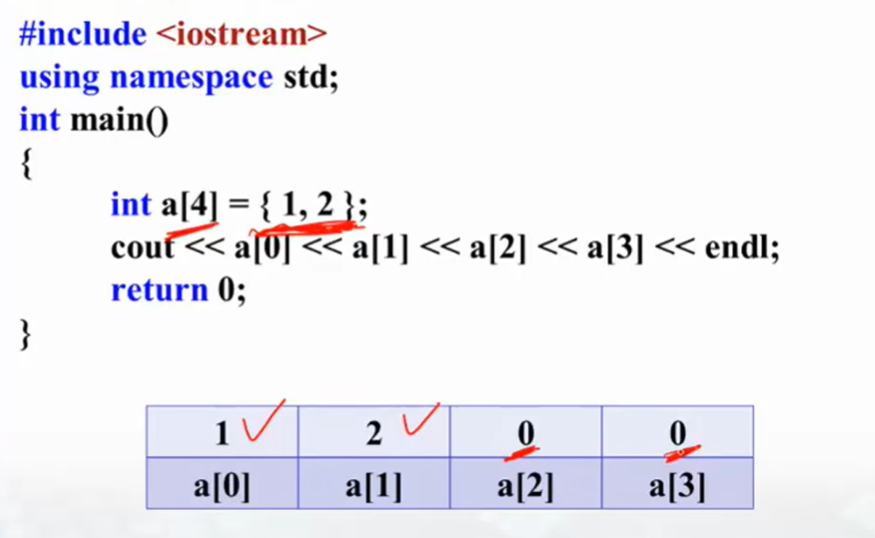 #include <iostream>
using namespace std;
int main()
{
int a[4] = { 1, 2 };
cout << a[0] << a[1] << a[2] << a[3] << endl;
return 0;
}
1 2 0 0
a[0] a[1] a[2] a[3]